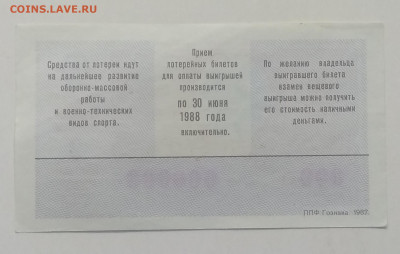 COINS.LAVE.RU
Средства от лотереи идут
на дальнейшее развитие
оборонно-массовой
работы
и военно-технических
видов спорта.
Прием
лотерейных билетов
для оплаты выигрышей
производится
по 30 июня
1988 года
включительно.
По желанию владельца
выигравшего билета
взамен вещевого
выигрыша можно получить
его стоимость наличными
деньгами.
ППФ Гознака. 1987.